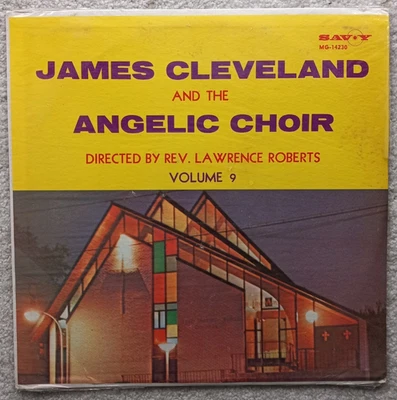 SAVOY
MG-14230
JAMES CLEVELAND
AND THE
ANGELIC CHOIR
DIRECTED BY REV. LAWRENCE ROBERTS
VOLUME 9